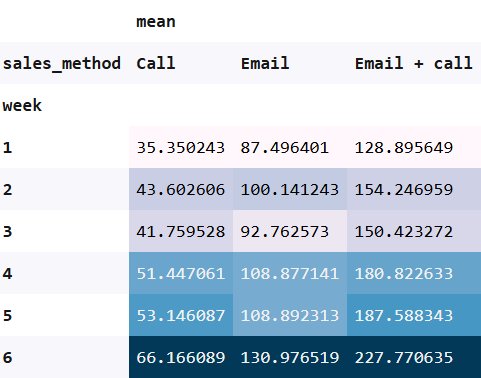 mean
sales_method Call Email Email + call
week
1 35.350243 87.496401 128.895649
2 43.602606 100.141243 154.246959
3 41.759528 92.762573 150.423272
4 51.447061 108.877141 180.822633
5 53.146087 108.892313 187.588343
6 66.166089 130.976519 227.770635